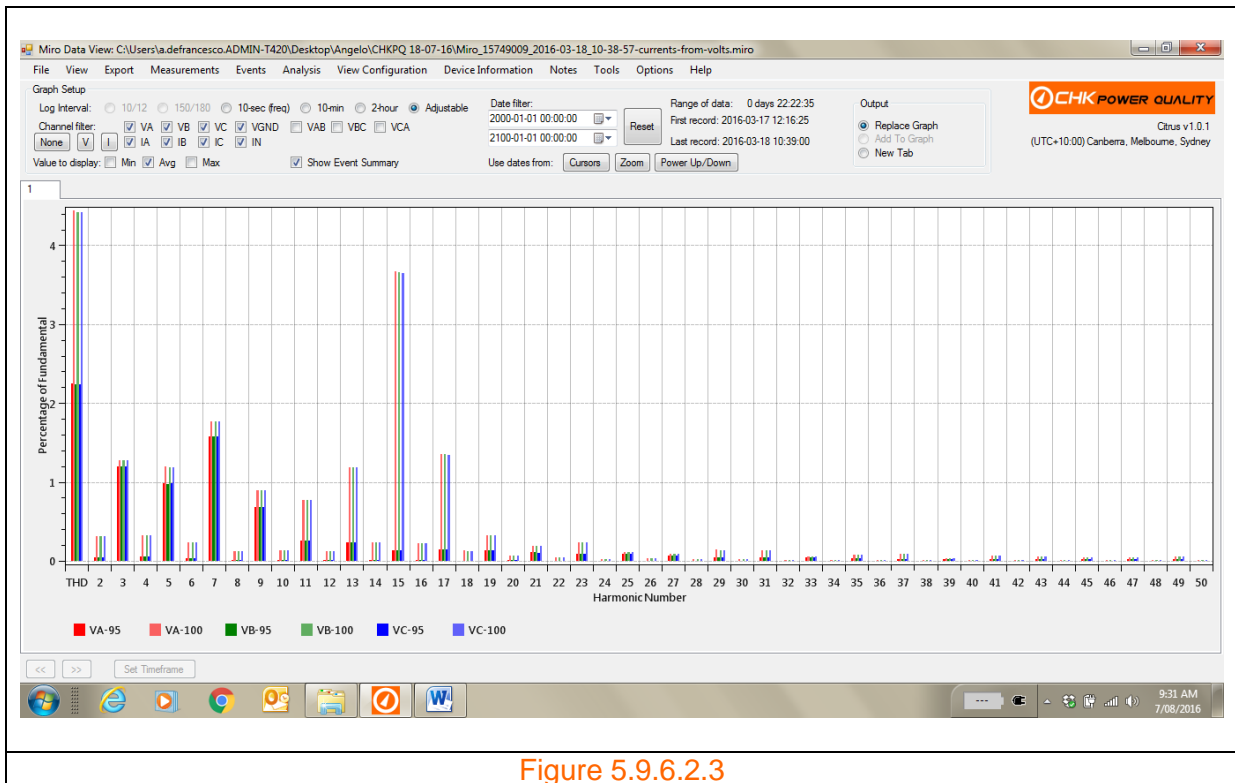 Miro Data View: C:\Users\a.defrancesco.ADMIN-T420\Desktop\Angelo\CHKPQ 18-07-16\Miro_15749009_2016-03-18_10-38-57-currents-from-volts.miro
File View Export Measurements Events Analysis View Configuration Device Information Notes Tools Options Help
Graph Setup
Log Interval: 10/12 150/180 10-sec (freq) 10-min 2-hour Adjustable
Channel filter: VA VB VC VGND VAB VBC VCA
None V I IA IB IC IN
Value to display: Min Avg Max Show Event Summary
Date filter:
2000-01-01 00:00:00
2100-01-01 00:00:00
Reset
Use dates from: Cursors Zoom Power Up/Down
Range of data: 0 days 22:22:35
First record: 2016-03-17 12:16:25
Last record: 2016-03-18 10:39:00
Output
Replace Graph
Add To Graph
New Tab
CHK POWER QUALITY
Citrus v1.0.1
(UTC+10:00) Canberra, Melbourne, Sydney
1
Percentage of Fundamental
4
3
2
1
0
THD 2 3 4 5 6 7 8 9 10 11 12 13 14 15 16 17 18 19 20 21 22 23 24 25 26 27 28 29 30 31 32 33 34 35 36 37 38 39 40 41 42 43 44 45 46 47 48 49 50
Harmonic Number
VA-95 VA-100 VB-95 VB-100 VC-95 VC-100
<< >> Set Timeframe
9:31 AM
7/08/2016
Figure 5.9.6.2.3